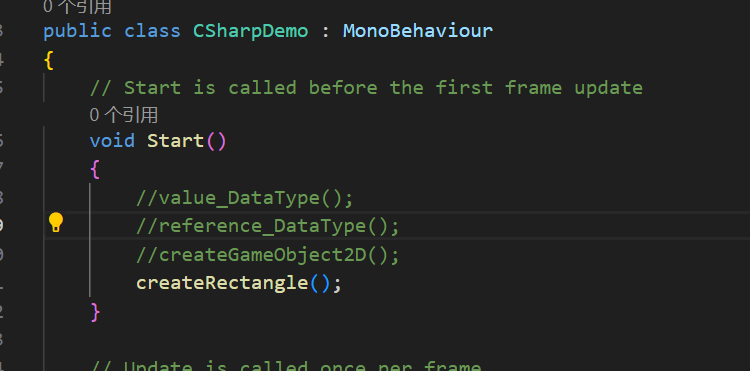 0 个引用
public class CSharpDemo : MonoBehaviour
{
// Start is called before the first frame update
0 个引用
void Start()
{
//value_DataType();
//reference_DataType();
//createGameObject2D();
createRectangle();
}
// Update is called once per frame